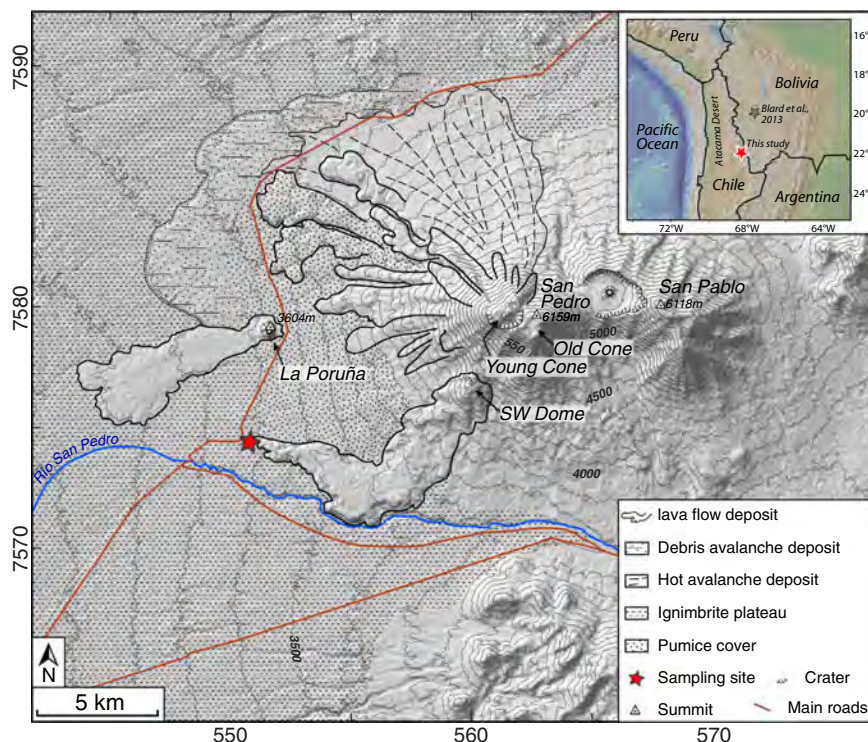 7590
7580
7570
550
560
570
Peru
Bolivia
Blard et al.,
2013
Pacific
Ocean
Atacama Desert
This study
Chile
Argentina
16°
18°
20°
22°
24°
72°W
68°W
64°W
San
Pedro
6159m
San Pablo
6118m
5000
Old Cone
550
Young Cone
4500
SW Dome
4000
3604m
La Poruña
Rio San Pedro
3500
N
5 km
lava flow deposit
Debris avalanche deposit
Hot avalanche deposit
Ignimbrite plateau
Pumice cover
Sampling site
Crater
Summit
Main roads